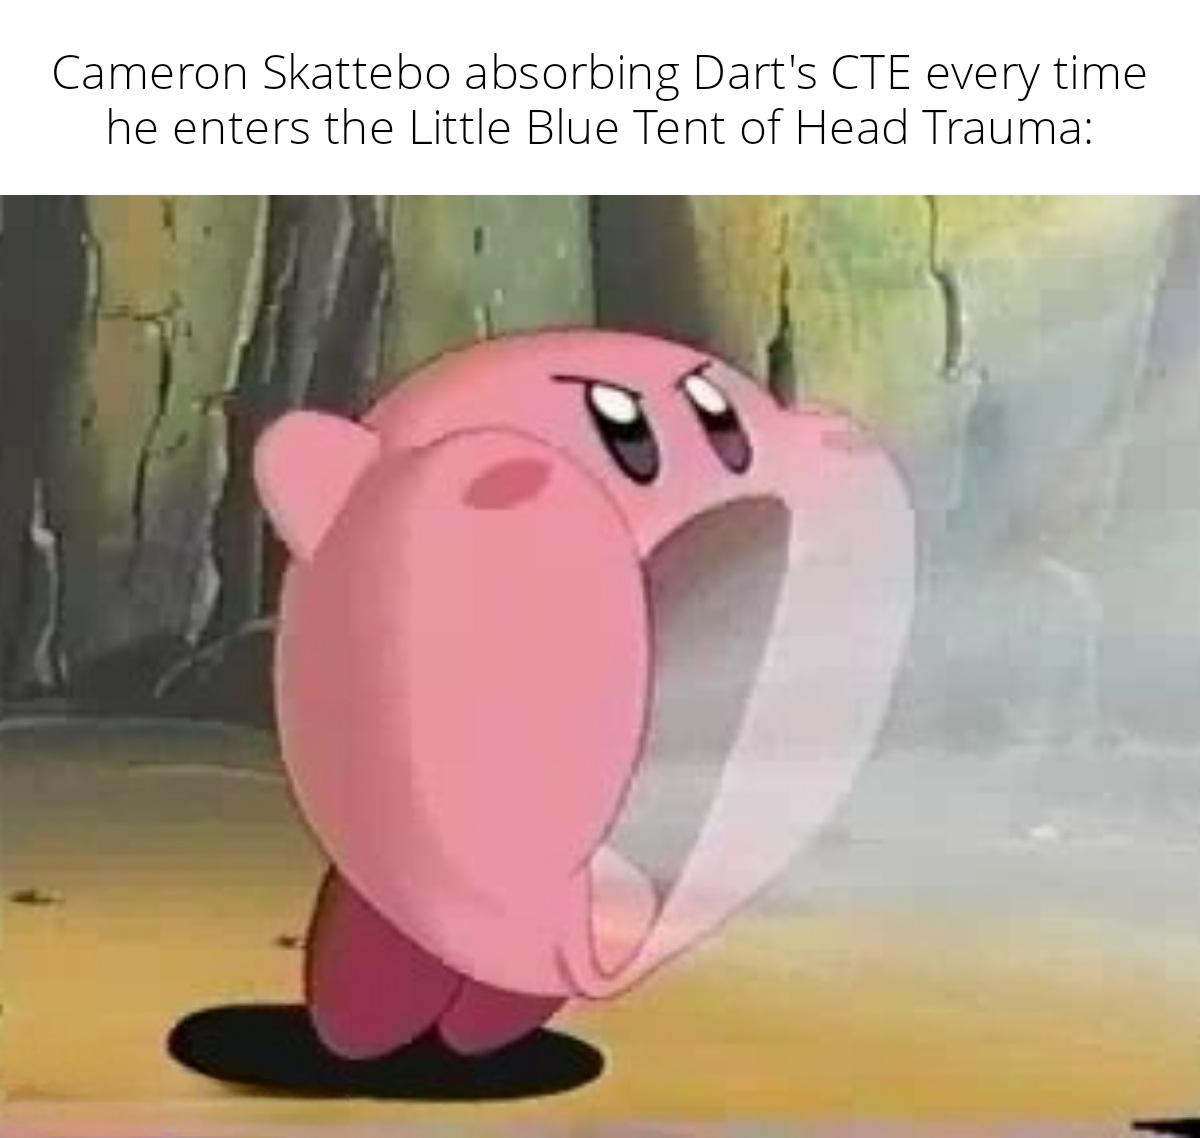 Cameron Skattebo absorbing Dart's CTE every time
he enters the Little Blue Tent of Head Trauma: